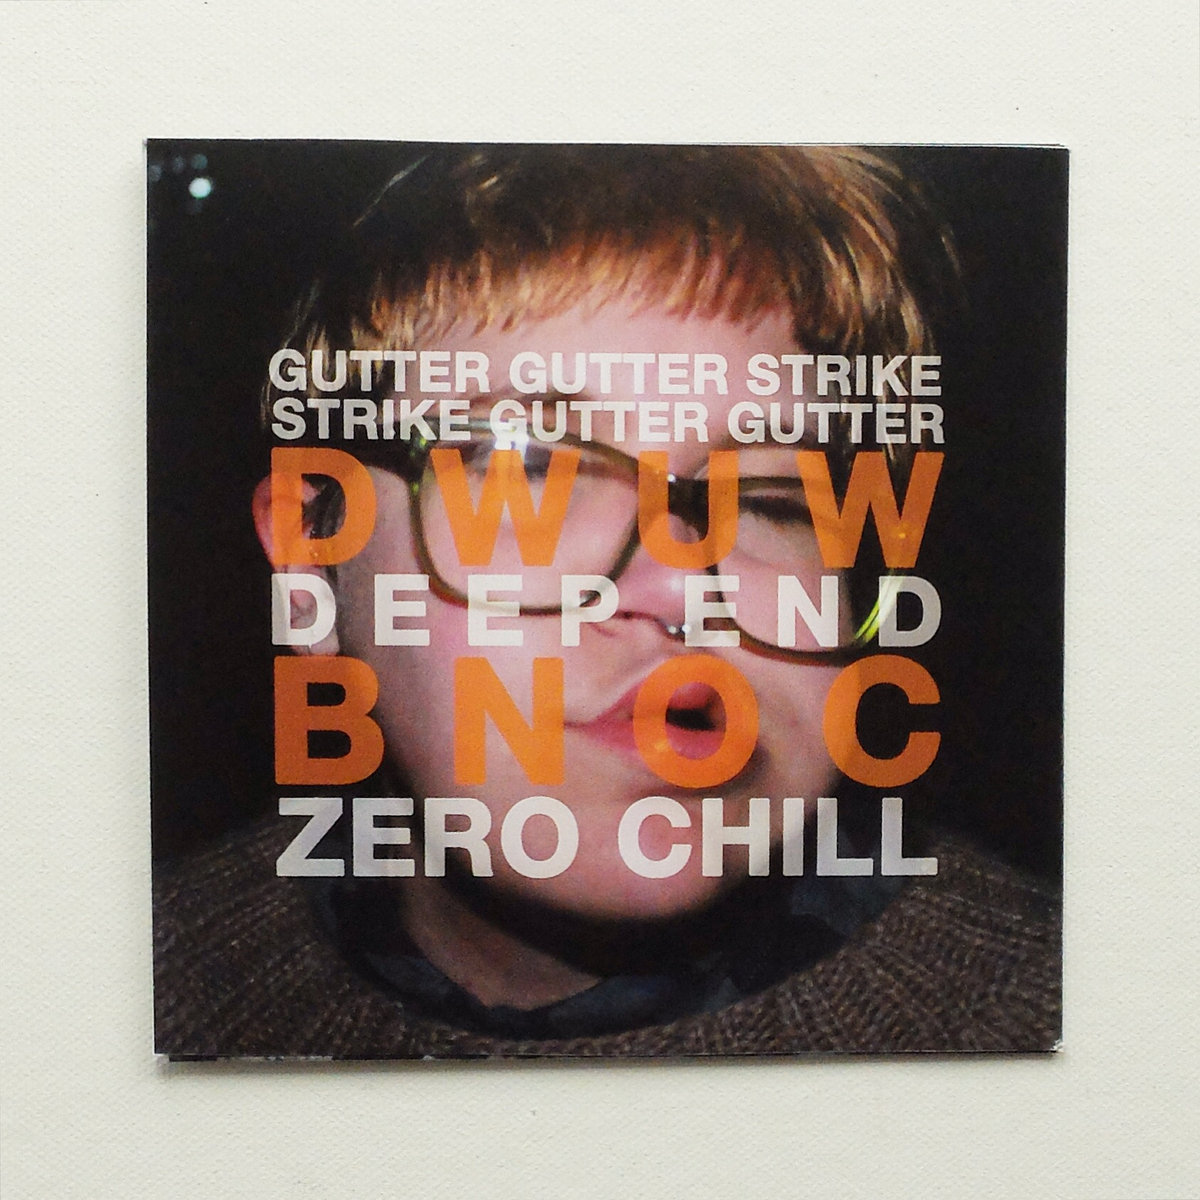 GUTTER GUTTER STRIKE
STRIKE GUTTER GUTTER
DWUW
DEEP END
BNOC
ZERO CHILL